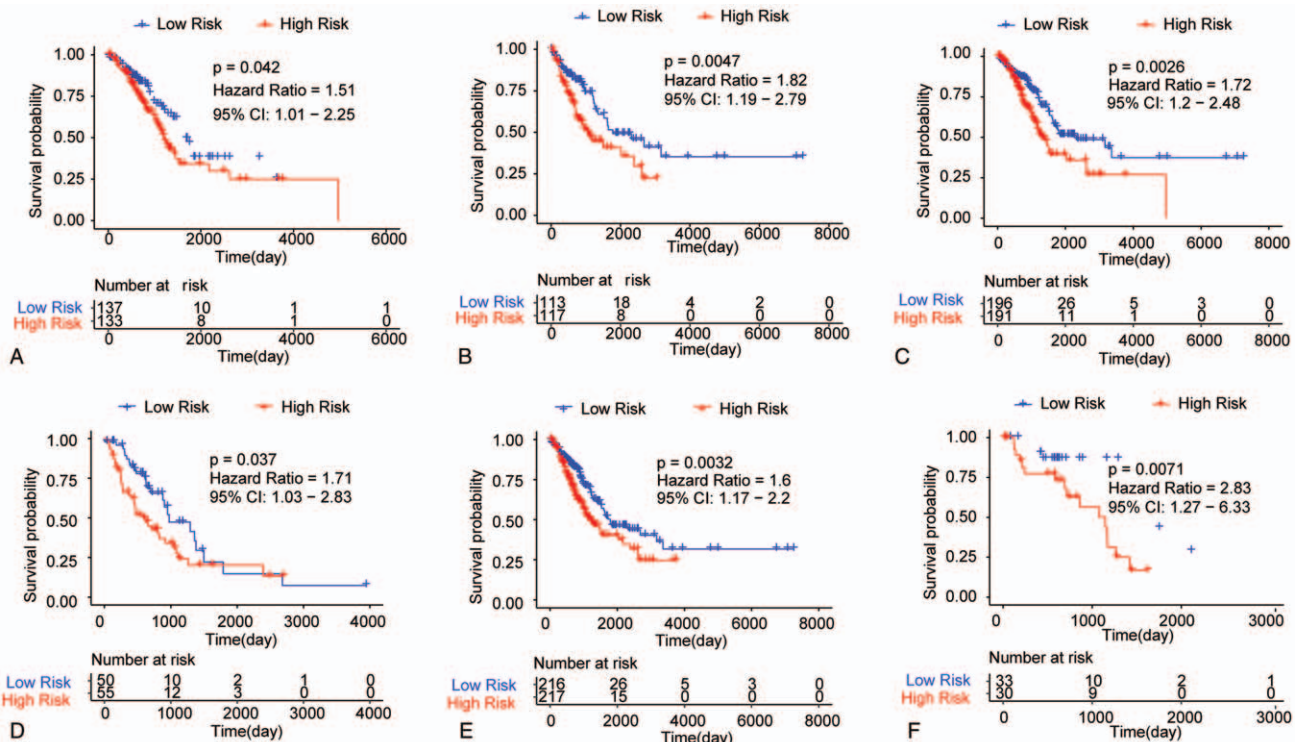 Low Risk High Risk
Survival probability
1.00
0.75
0.50
0.25
0.00
p = 0.042
Hazard Ratio = 1.51
95% CI: 1.01 − 2.25
0 2000 4000 6000
Time(day)
Number at risk
Low Risk 137 10 1 1
High Risk 133 8 1 0
0 2000 4000 6000
Time(day)
A
Low Risk High Risk
Survival probability
1.00
0.75
0.50
0.25
0.00
p = 0.0047
Hazard Ratio = 1.82
95% CI: 1.19 − 2.79
0 2000 4000 6000 8000
Time(day)
Number at risk
Low Risk 113 18 4 2 0
High Risk 117 8 0 0 0
0 2000 4000 6000 8000
Time(day)
B
Low Risk High Risk
Survival probability
1.00
0.75
0.50
0.25
0.00
p = 0.0026
Hazard Ratio = 1.72
95% CI: 1.2 − 2.48
0 2000 4000 6000 8000
Time(day)
Number at risk
Low Risk 196 26 5 3 0
High Risk 191 11 1 0 0
0 2000 4000 6000 8000
Time(day)
C
Low Risk High Risk
Survival probability
1.00
0.75
0.50
0.25
0.00
p = 0.037
Hazard Ratio = 1.71
95% CI: 1.03 − 2.83
0 1000 2000 3000 4000
Time(day)
Number at risk
Low Risk 50 10 2 1 0
High Risk 55 12 3 0 0
0 1000 2000 3000 4000
Time(day)
D
Low Risk High Risk
Survival probability
1.00
0.75
0.50
0.25
0.00
p = 0.0032
Hazard Ratio = 1.6
95% CI: 1.17 − 2.2
0 2000 4000 6000 8000
Time(day)
Number at risk
Low Risk 216 26 5 3 0
High Risk 217 15 0 0 0
0 2000 4000 6000 8000
Time(day)
E
Low Risk High Risk
Survival probability
1.00
0.75
0.50
0.25
0.00
p = 0.0071
Hazard Ratio = 2.83
95% CI: 1.27 − 6.33
0 1000 2000 3000
Time(day)
Number at risk
Low Risk 33 10 2 1
High Risk 30 9 0 0
0 1000 2000 3000
Time(day)
F